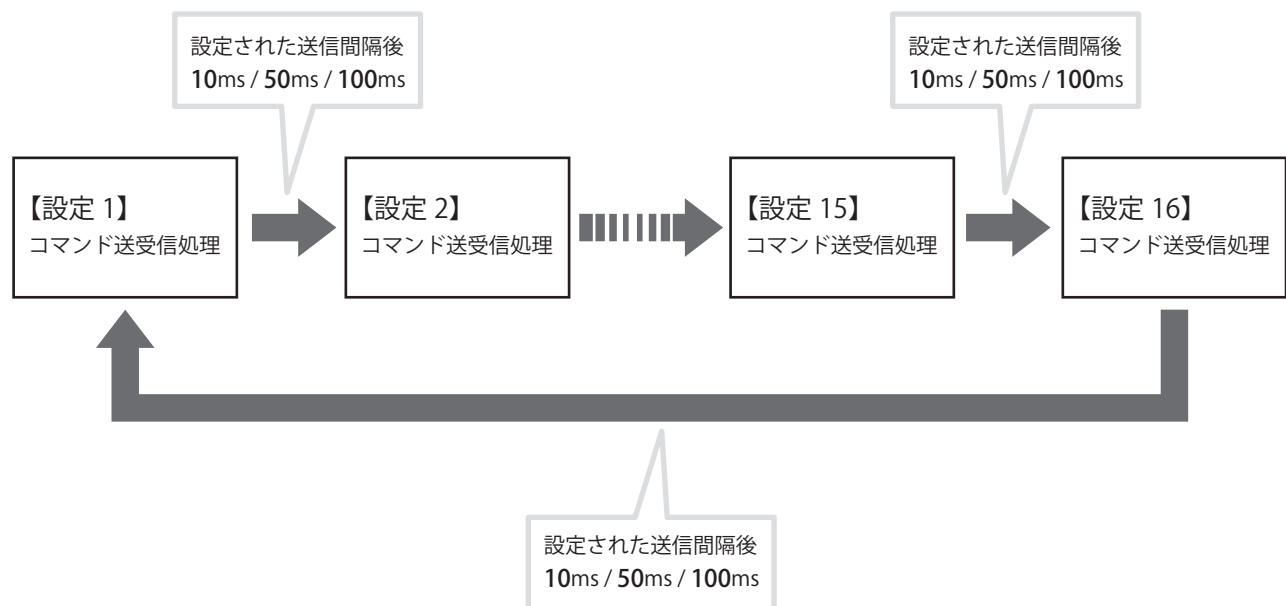 設定された送信間隔後
10ms / 50ms / 100ms
設定された送信間隔後
10ms / 50ms / 100ms
【設定 1】
コマンド送受信処理
【設定 2】
コマンド送受信処理
【設定 15】
コマンド送受信処理
【設定 16】
コマンド送受信処理
設定された送信間隔後
10ms / 50ms / 100ms